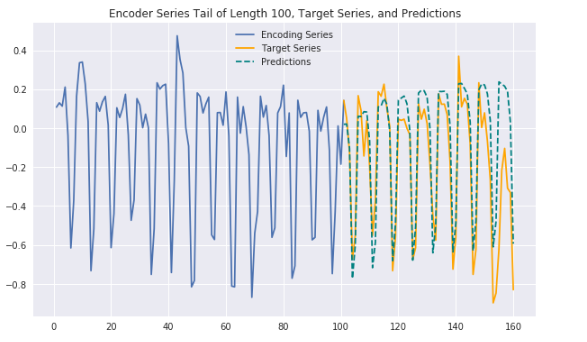 Encoder Series Tail of Length 100, Target Series, and Predictions
Encoding Series
Target Series
Predictions
0.4
0.2
0.0
−0.2
−0.4
−0.6
−0.8
0 20 40 60 80 100 120 140 160